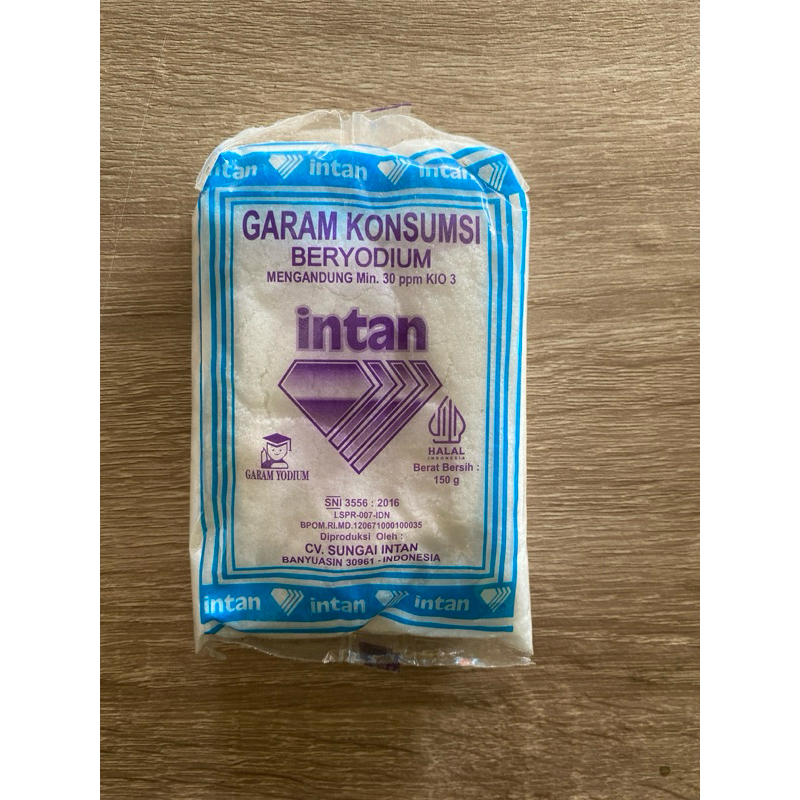 intan intan intan
GARAM KONSUMSI
BERYODIUM
MENGANDUNG Min. 30 ppm KIO 3
intan
HALAL
INDONESIA
GARAM YODIUM
Berat Bersih :
150 g
SNI 3556 : 2016
LSPR-007-IDN
BPOM.RI.MD.120671000100035
Diproduksi Oleh :
CV. SUNGAI INTAN
BANYUASIN 30961 - INDONESIA
intan intan intan